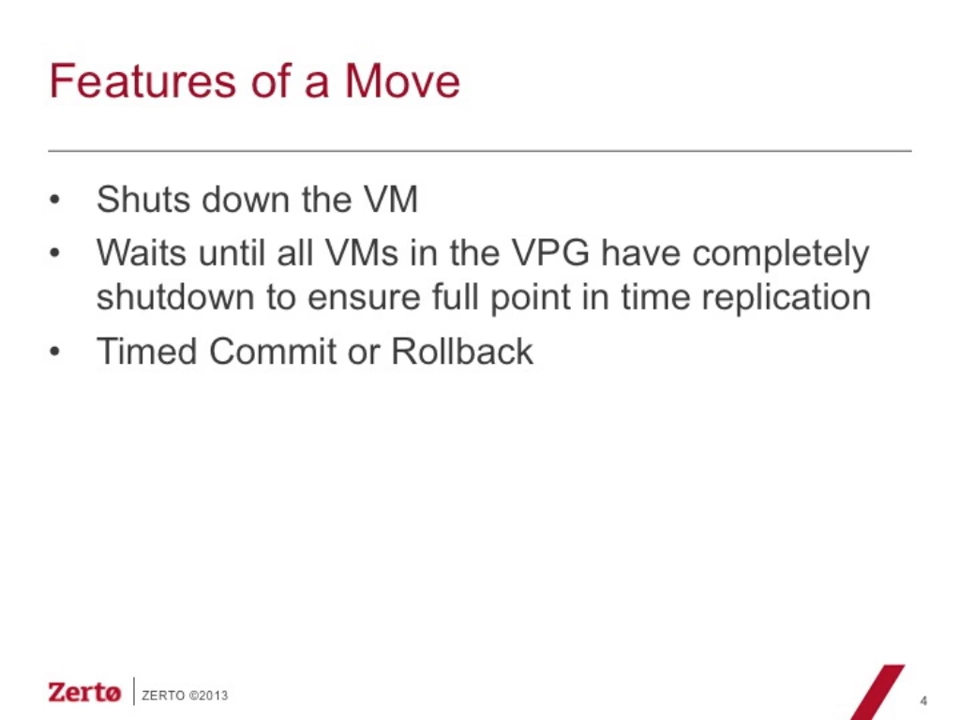 Features of a Move
• Shuts down the VM
• Waits until all VMs in the VPG have completely
shutdown to ensure full point in time replication
• Timed Commit or Rollback
Zertø ZERTO ©2013
4